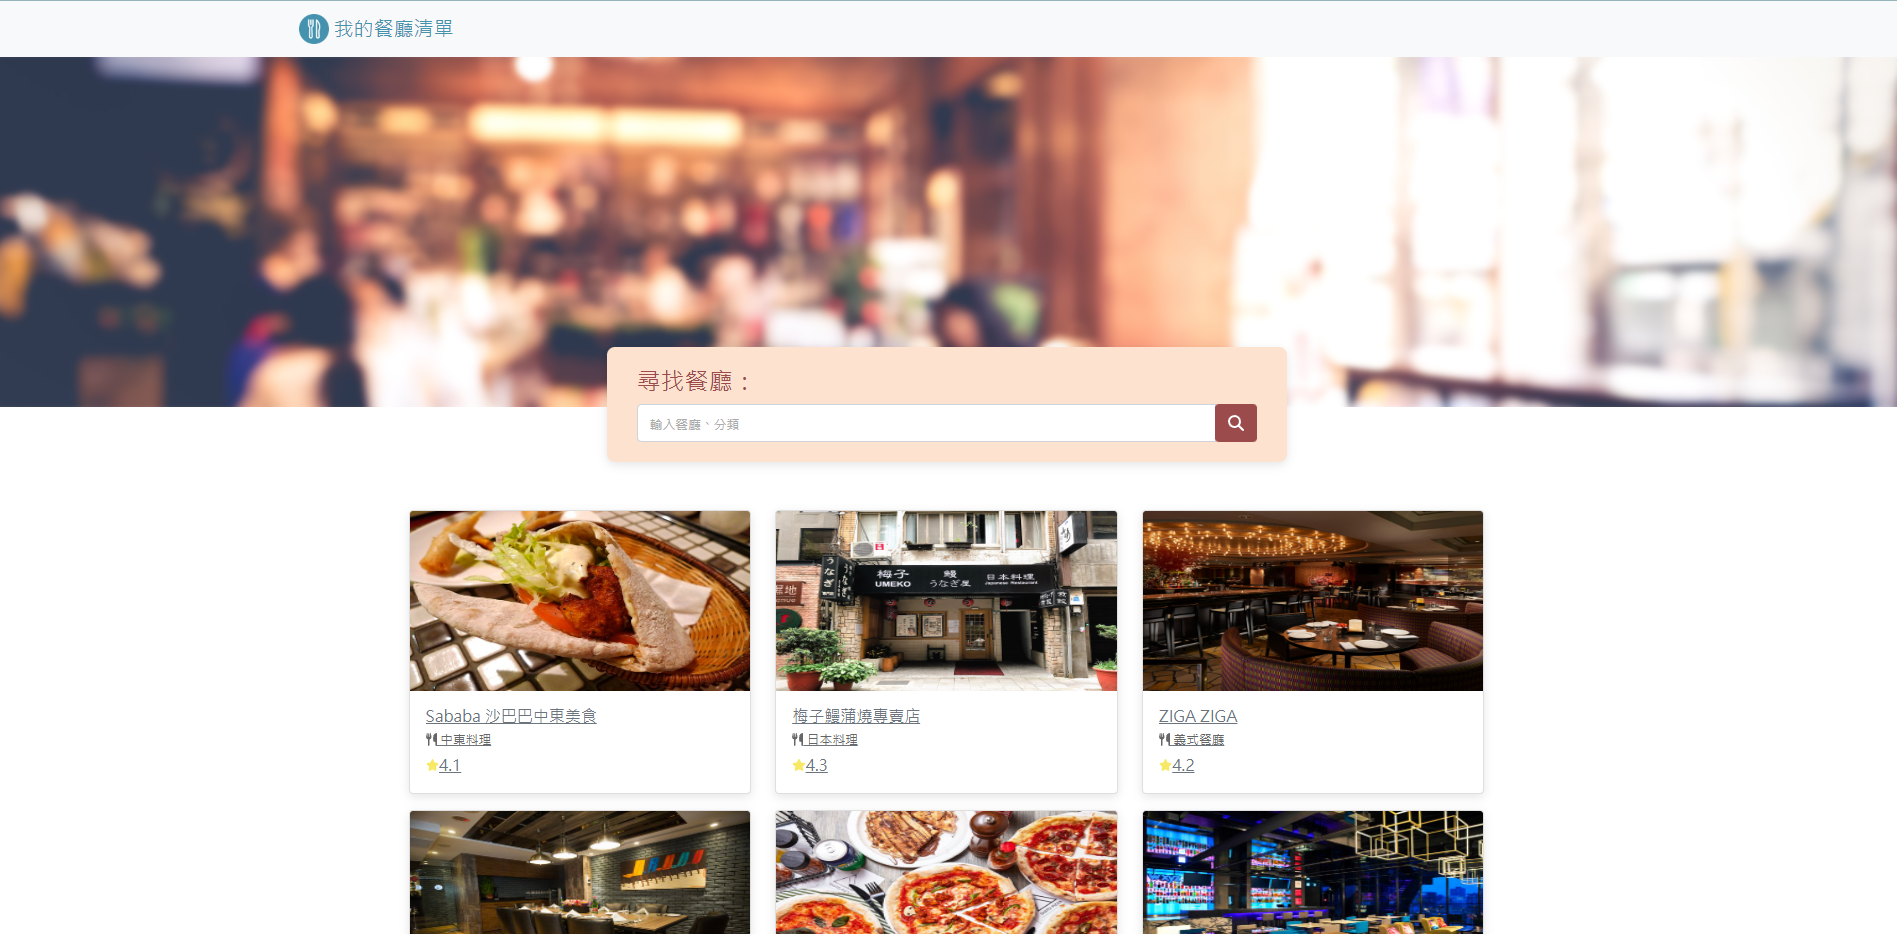 我的餐廳清單
尋找餐廳：
輸入餐廳、分類
梅子 鰻 日本料理
UMEKO うなぎ屋 Japanese Restaurant
うなぎ
Sababa 沙巴巴中東美食
中東料理
4.1
梅子鰻蒲燒專賣店
日本料理
4.3
ZIGA ZIGA
義式餐廳
4.2